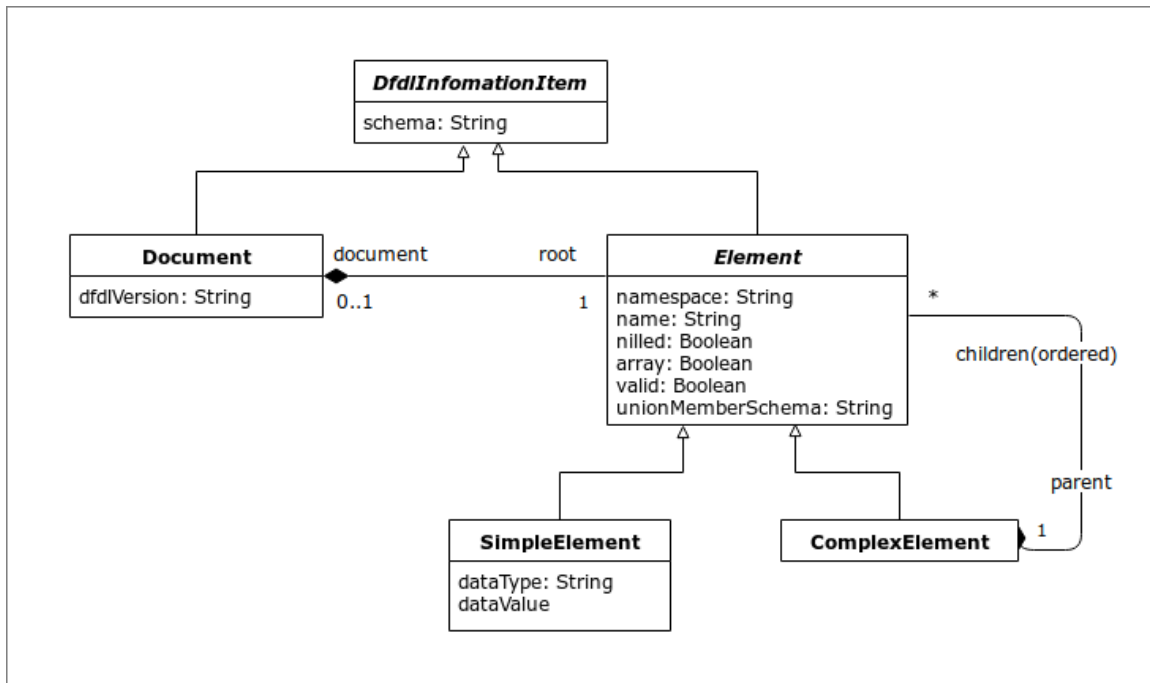 DfdlInfomationItem
schema: String
Document
dfdlVersion: String
document
root
0..1
1
Element
namespace: String
name: String
nilled: Boolean
array: Boolean
valid: Boolean
unionMemberSchema: String
*
children(ordered)
parent
1
SimpleElement
dataType: String
dataValue
ComplexElement